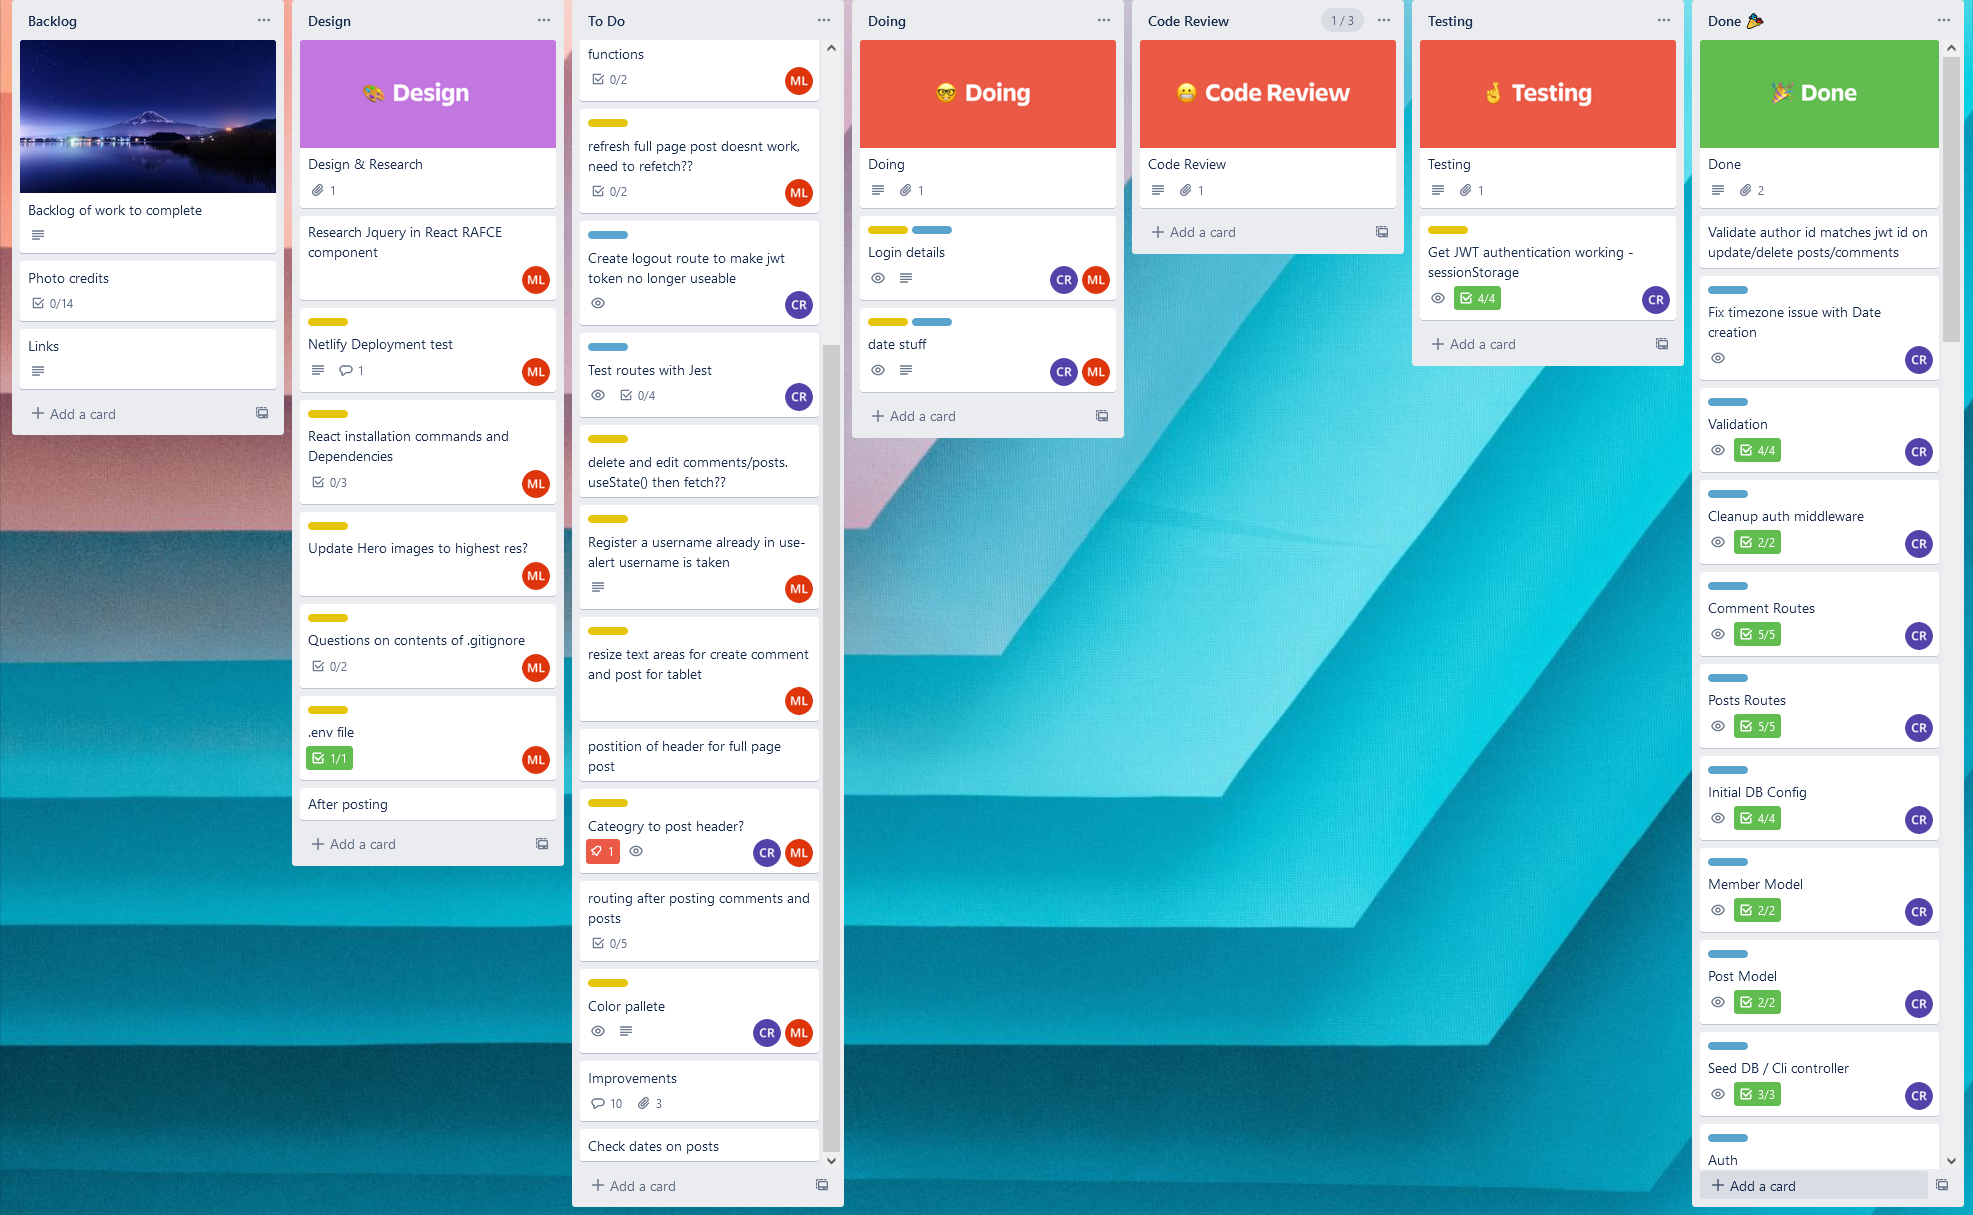 Backlog
Backlog of work to complete
Photo credits
0/14
Links
Add a card
Design
Design
Design & Research
1
Research Jquery in React RAFCE
component
ML
Netlify Deployment test
1
ML
React installation commands and
Dependencies
0/3
ML
Update Hero images to highest res?
ML
Questions on contents of .gitignore
0/2
ML
.env file
1/1
ML
After posting
Add a card
To Do
functions
0/2
ML
refresh full page post doesnt work,
need to refetch??
0/2
ML
Create logout route to make jwt
token no longer useable
CR
Test routes with Jest
0/4
CR
delete and edit comments/posts.
useState() then fetch??
Register a username already in use-
alert username is taken
ML
resize text areas for create comment
and post for tablet
ML
postition of header for full page
post
Cateogry to post header?
1
CR ML
routing after posting comments and
posts
0/5
Color pallete
CR ML
Improvements
10 3
Check dates on posts
Add a card
Doing
Doing
Doing
1
Login details
CR ML
date stuff
CR ML
Add a card
Code Review
1 / 3
Code Review
Code Review
1
Add a card
Testing
Testing
Testing
1
Get JWT authentication working -
sessionStorage
4/4
CR
Add a card
Done
Done
Done
2
Validate author id matches jwt id on
update/delete posts/comments
Fix timezone issue with Date
creation
CR
Validation
4/4
CR
Cleanup auth middleware
2/2
CR
Comment Routes
5/5
CR
Posts Routes
5/5
CR
Initial DB Config
4/4
CR
Member Model
2/2
CR
Post Model
2/2
CR
Seed DB / Cli controller
3/3
CR
Auth
Add a card